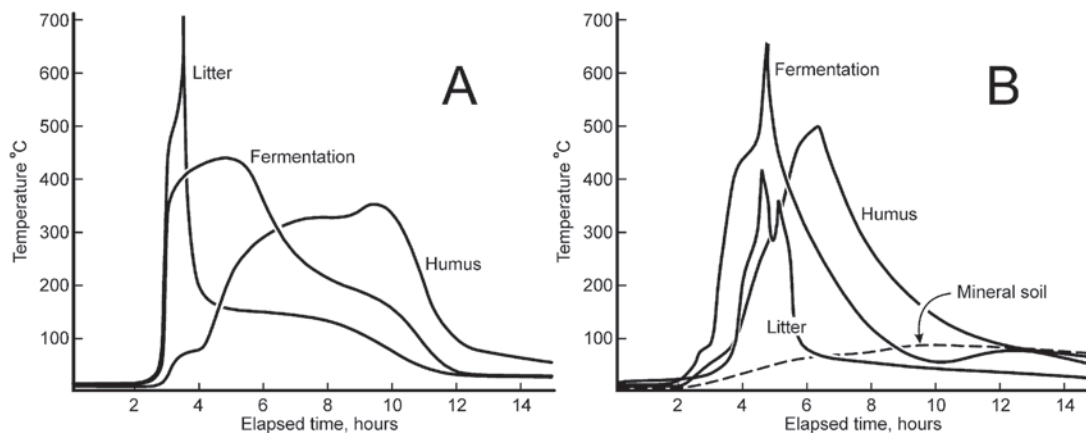 700
600
500
400
300
200
100
Temperature °C
Litter
Fermentation
Humus
A
2
4
6
8
10
12
14
Elapsed time, hours
700
600
500
400
300
200
100
Temperature °C
Fermentation
Humus
Mineral soil
Litter
B
2
4
6
8
10
12
14
Elapsed time, hours